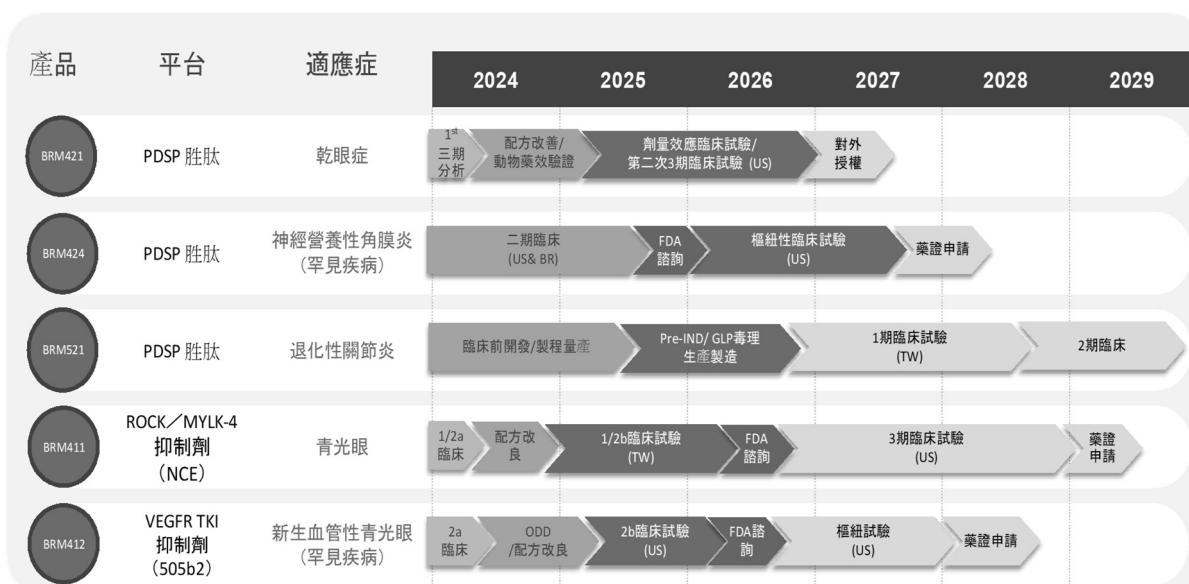 產品 平台 適應症
2024 2025 2026 2027 2028 2029
BRM421
PDSP 胜肽
乾眼症
1st
三期
分析
配方改善/
動物藥效驗證
劑量效應臨床試驗/
第二次3期臨床試驗 (US)
對外
授權
BRM424
PDSP 胜肽
神經營養性角膜炎
(罕見疾病)
二期臨床
(US& BR)
FDA
諮詢
樞紐性臨床試驗
(US)
藥證申請
BRM521
PDSP 胜肽
退化性關節炎
臨床前開發/製程量產
Pre-IND/ GLP毒理
生產製造
1期臨床試驗
(TW)
2期臨床
BRM411
ROCK／MYLK-4
抑制劑
（NCE）
青光眼
1/2a
臨床
配方改
良
1/2b臨床試驗
(TW)
FDA
諮詢
3期臨床試驗
(US)
藥證
申請
BRM412
VEGFR TKI
抑制劑
(505b2)
新生血管性青光眼
(罕見疾病)
2a
臨床
ODD
/配方改良
2b臨床試驗
(US)
FDA諮
詢
樞紐試驗
(US)
藥證申請